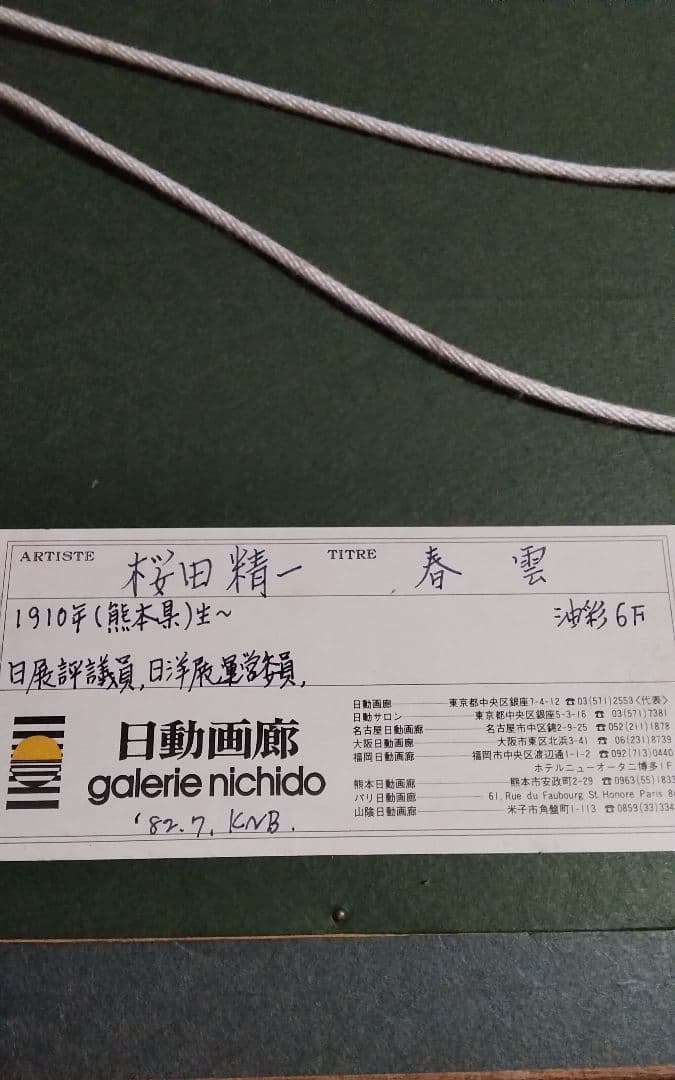 ARTISTE 桜田精一 TITRE 春雲
1910年(熊本県)生~ 油彩6F
日展評議員,日洋展運営委員,
日動画廊
galerie nichido
'82.7, KNB.
日動画廊 東京都中央区銀座7-4-12 ☎03(571)2553〈代表〉
日動サロン 東京都中央区銀座5-3-16 ☎ 03(571)7381
名古屋日動画廊 名古屋市中区錦2-9-25 ☎052(211)1878
大阪日動画廊 大阪市東区北浜3-41 ☎ 06(231)8739
福岡日動画廊 福岡市中央区渡辺通1-1-2 ☎092(713)0440
ホテルニューオータニ博多1F
熊本日動画廊 熊本市安政町2-29 ☎0963(55)1833
パリ日動画廊 61, Rue du Faubourg St. Honore Paris 8
山陰日動画廊 米子市角盤町1-113 ☎0859(33)334